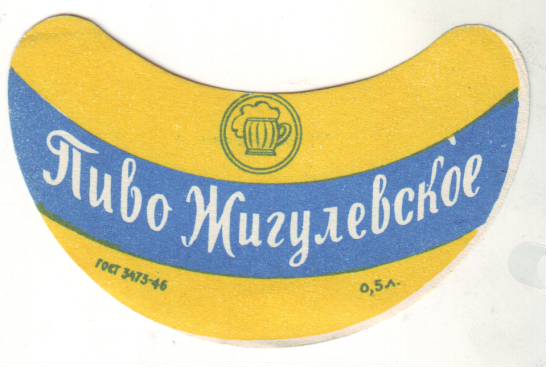 Пиво Жигулевское
ГОСТ 3473-46
0,5 л.